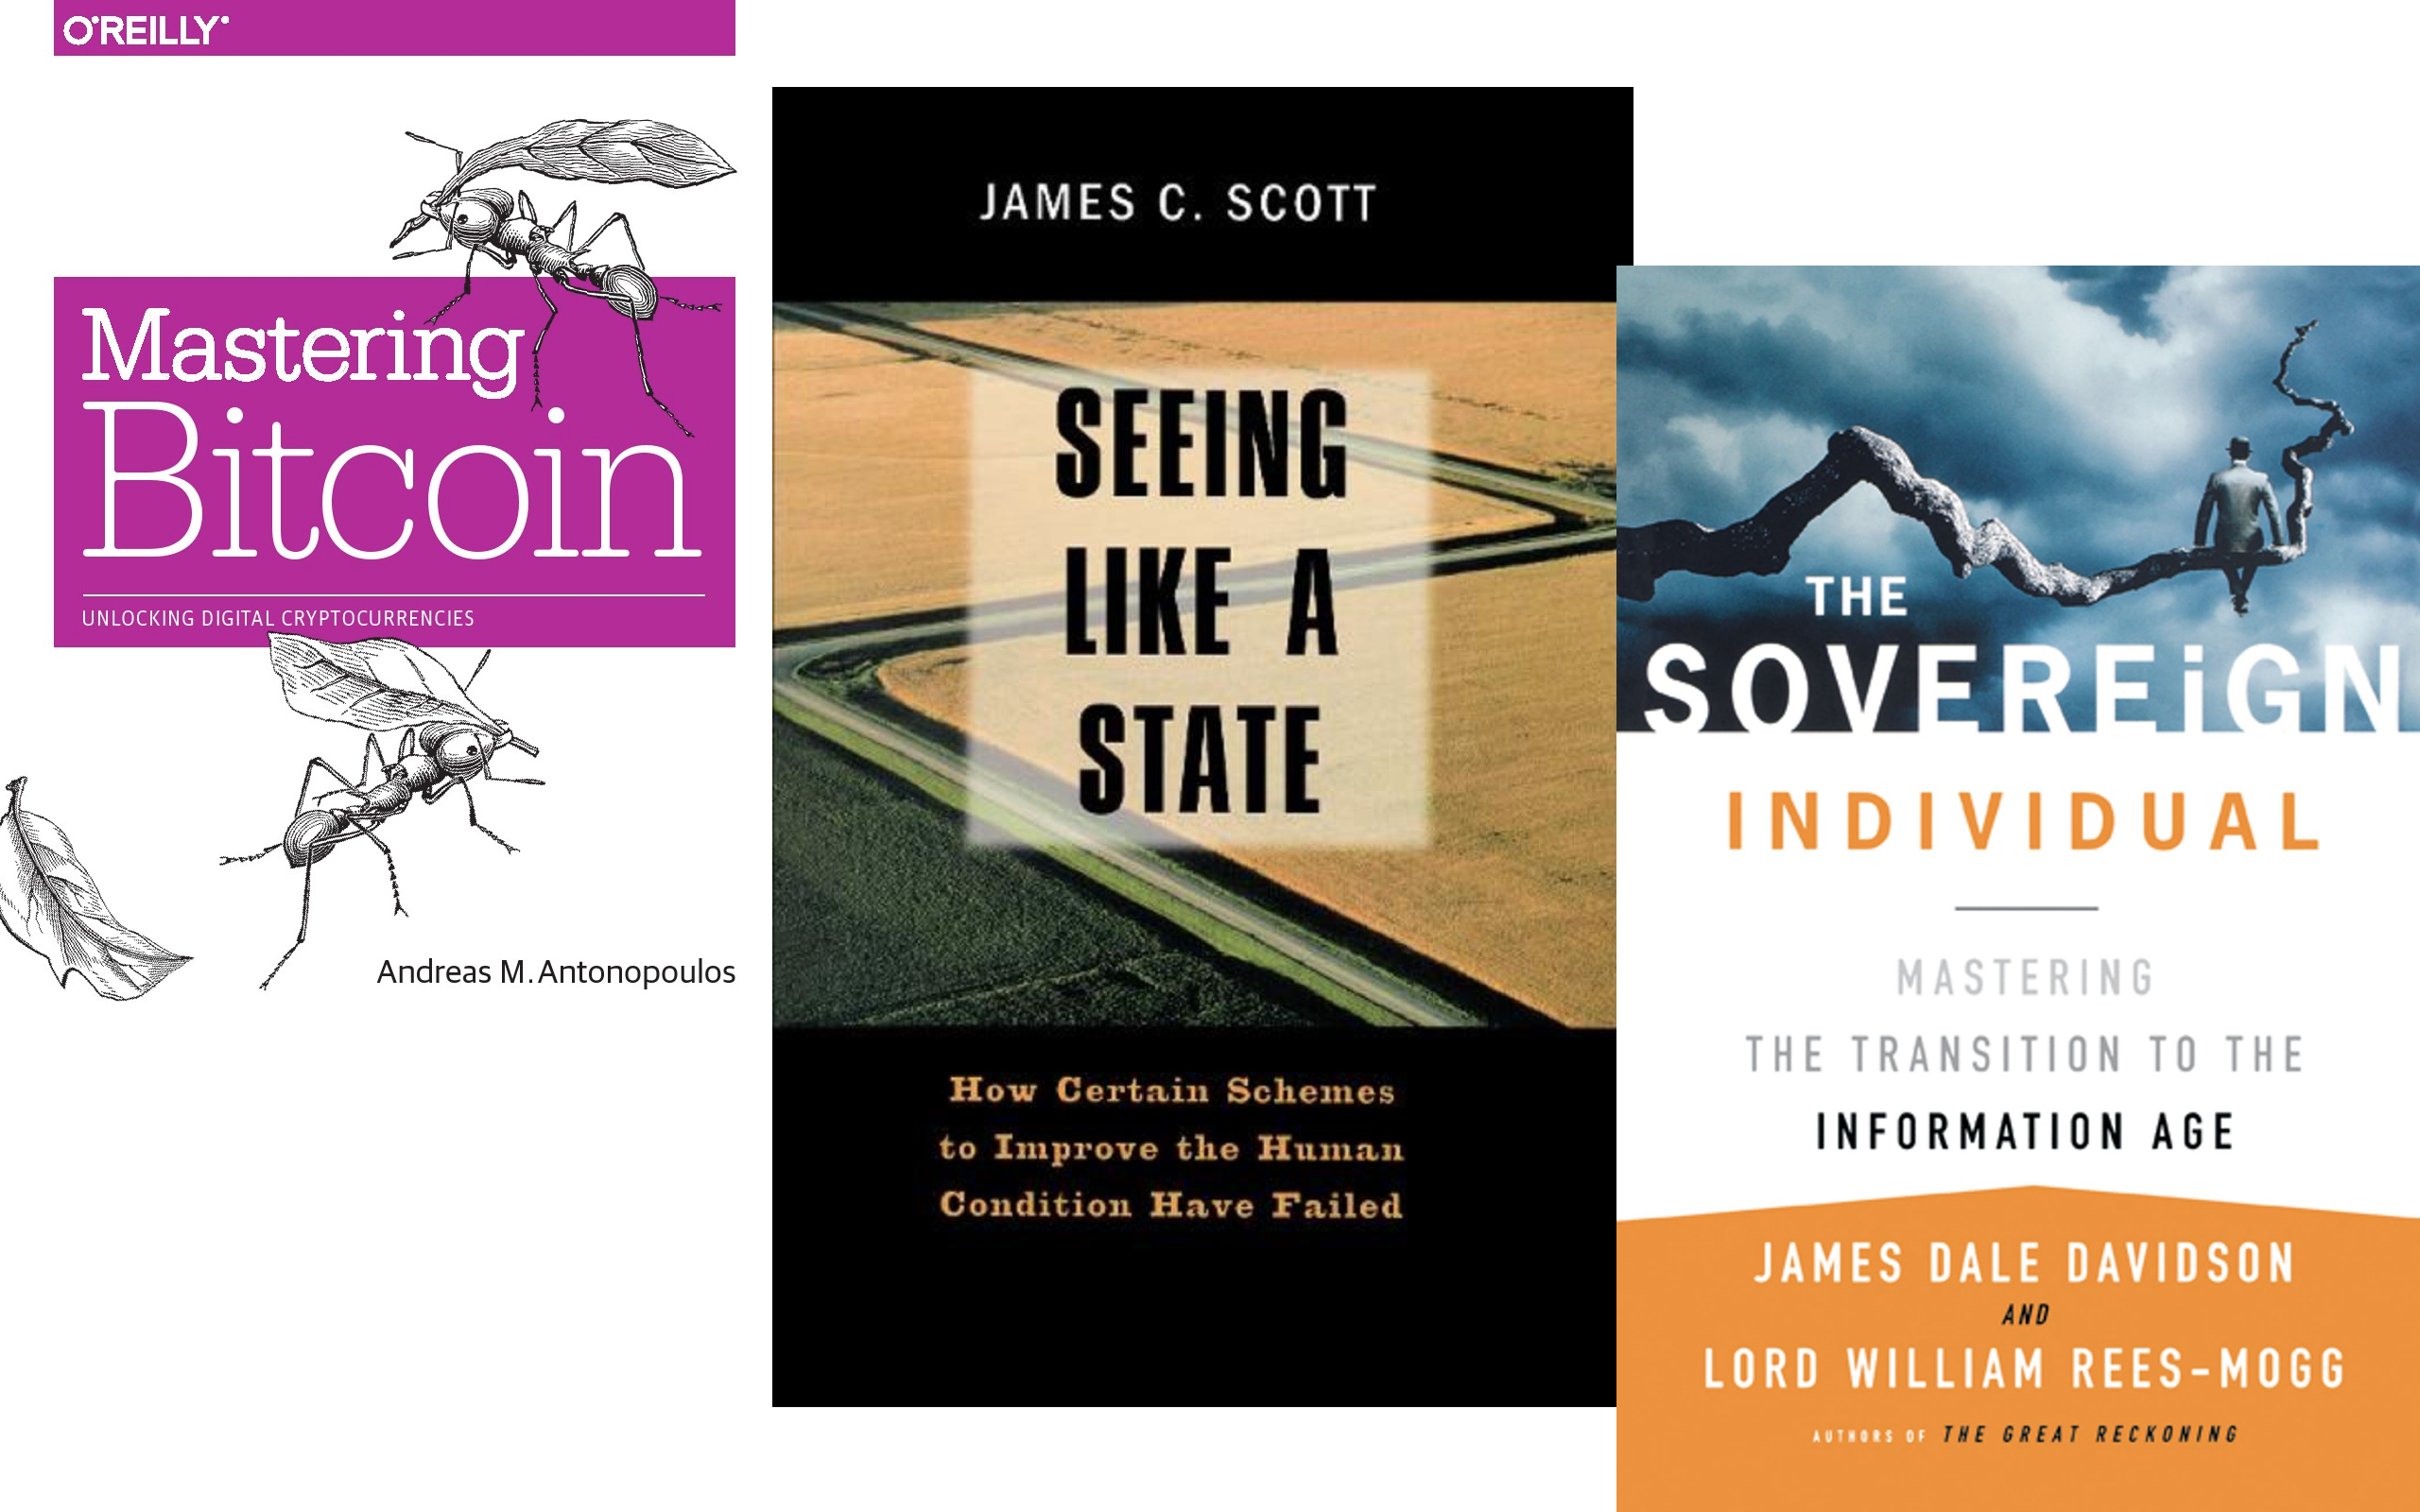 O'REILLY
Mastering
Bitcoin
UNLOCKING DIGITAL CRYPTOCURRENCIES
Andreas M. Antonopoulos
JAMES C. SCOTT
SEEING
LIKE A
STATE
How Certain Schemes
to Improve the Human
Condition Have Failed
THE
SOVEREiGN
INDIVIDUAL
MASTERING
THE TRANSITION TO THE
INFORMATION AGE
JAMES DALE DAVIDSON
AND
LORD WILLIAM REES-MOGG
AUTHORS OF THE GREAT RECKONING